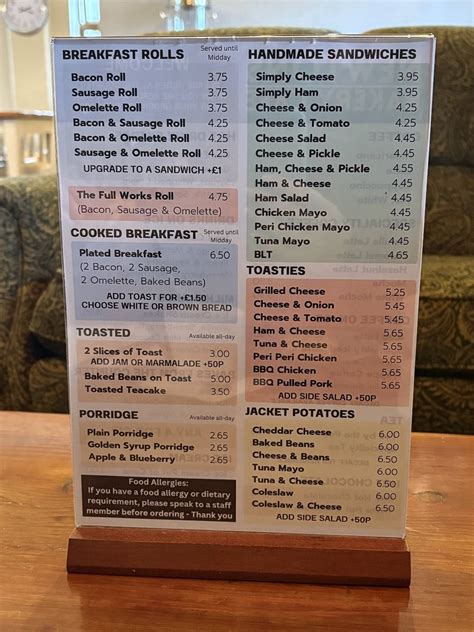 BREAKFAST ROLLS Served until Midday
Bacon Roll 3.75
Sausage Roll 3.75
Omelette Roll 3.75
Bacon & Sausage Roll 4.25
Bacon & Omelette Roll 4.25
Sausage & Omelette Roll 4.25
UPGRADE TO A SANDWICH +£1
The Full Works Roll 4.75
(Bacon, Sausage & Omelette)
COOKED BREAKFAST Served until Midday
Plated Breakfast 6.50
(2 Bacon, 2 Sausage,
2 Omelette, Baked Beans)
ADD TOAST FOR +£1.50
CHOOSE WHITE OR BROWN BREAD
TOASTED Available all-day
2 Slices of Toast 3.00
ADD JAM OR MARMALADE +50P
Baked Beans on Toast 5.00
Toasted Teacake 3.50
PORRIDGE Available all-day
Plain Porridge 2.65
Golden Syrup Porridge 2.65
Apple & Blueberry 2.65
Food Allergies:
If you have a food allergy or dietary
requirement, please speak to a staff
member before ordering - Thank you
HANDMADE SANDWICHES
Simply Cheese 3.95
Simply Ham 3.95
Cheese & Onion 4.25
Cheese & Tomato 4.25
Cheese Salad 4.45
Cheese & Pickle 4.45
Ham, Cheese & Pickle 4.55
Ham & Cheese 4.45
Ham Salad 4.45
Chicken Mayo 4.45
Peri Chicken Mayo 4.45
Tuna Mayo 4.45
BLT 4.65
TOASTIES
Grilled Cheese 5.25
Cheese & Onion 5.45
Cheese & Tomato 5.45
Ham & Cheese 5.65
Tuna & Cheese 5.65
Peri Peri Chicken 5.65
BBQ Chicken 5.65
BBQ Pulled Pork 5.65
ADD SIDE SALAD +50P
JACKET POTATOES
Cheddar Cheese 6.00
Baked Beans 6.00
Cheese & Beans 6.50
Tuna Mayo 6.00
Tuna & Cheese 6.50
Coleslaw 6.00
Coleslaw & Cheese 6.50
ADD SIDE SALAD +50P